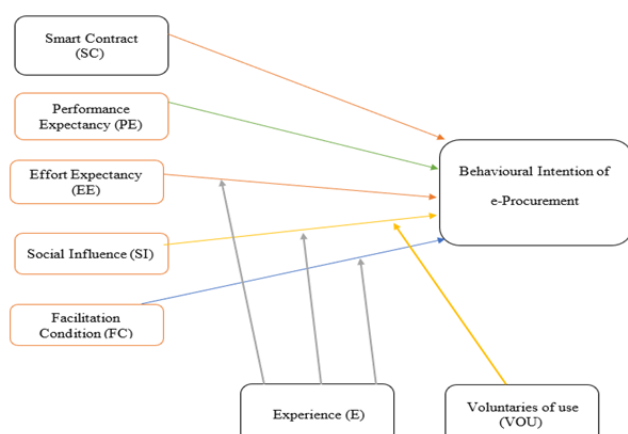 Smart Contract
(SC)
Performance
Expectancy (PE)
Effort Expectancy
(EE)
Social Influence (SI)
Facilitation
Condition (FC)
Behavioural Intention of
e-Procurement
Experience (E)
Voluntaries of use
(VOU)